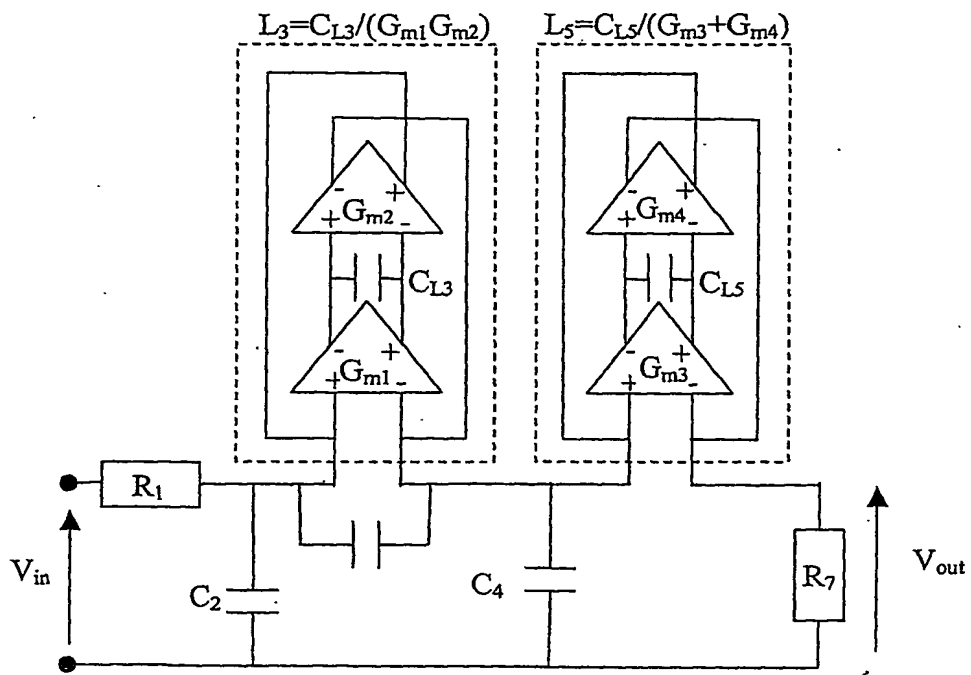 L3=CL3/(Gm1Gm2)
L5=CL5/(Gm3+Gm4)
- +
Gm2
+ -
- +
Gm4
+ -
CL3
CL5
- +
Gm1
+ -
- +
Gm3
+ -
R1
Vin
C2
C4
R7
Vout